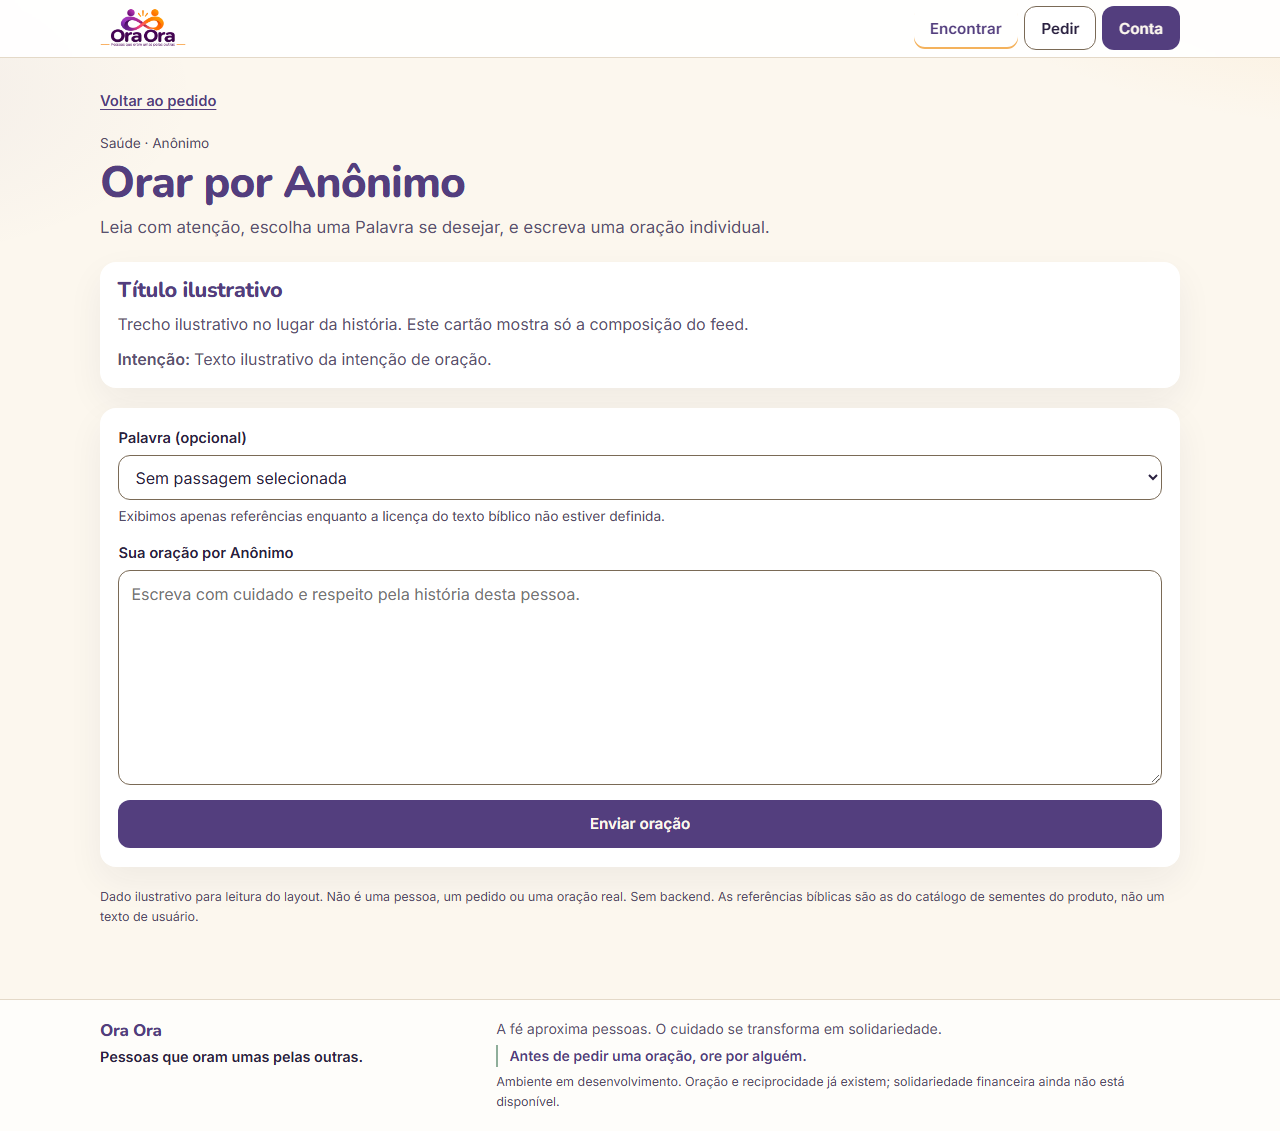 Ora Ora
Pessoas que oram umas pelas outras
Encontrar
Pedir
Conta
Voltar ao pedido
Saúde · Anônimo
Orar por Anônimo
Leia com atenção, escolha uma Palavra se desejar, e escreva uma oração individual.
Título ilustrativo
Trecho ilustrativo no lugar da história. Este cartão mostra só a composição do feed.
Intenção: Texto ilustrativo da intenção de oração.
Palavra (opcional)
Sem passagem selecionada
Exibimos apenas referências enquanto a licença do texto bíblico não estiver definida.
Sua oração por Anônimo
Escreva com cuidado e respeito pela história desta pessoa.
Enviar oração
Dado ilustrativo para leitura do layout. Não é uma pessoa, um pedido ou uma oração real. Sem backend. As referências bíblicas são as do catálogo de sementes do produto, não um
texto de usuário.
Ora Ora
Pessoas que oram umas pelas outras.
A fé aproxima pessoas. O cuidado se transforma em solidariedade.
Antes de pedir uma oração, ore por alguém.
Ambiente em desenvolvimento. Oração e reciprocidade já existem; solidariedade financeira ainda não está
disponível.